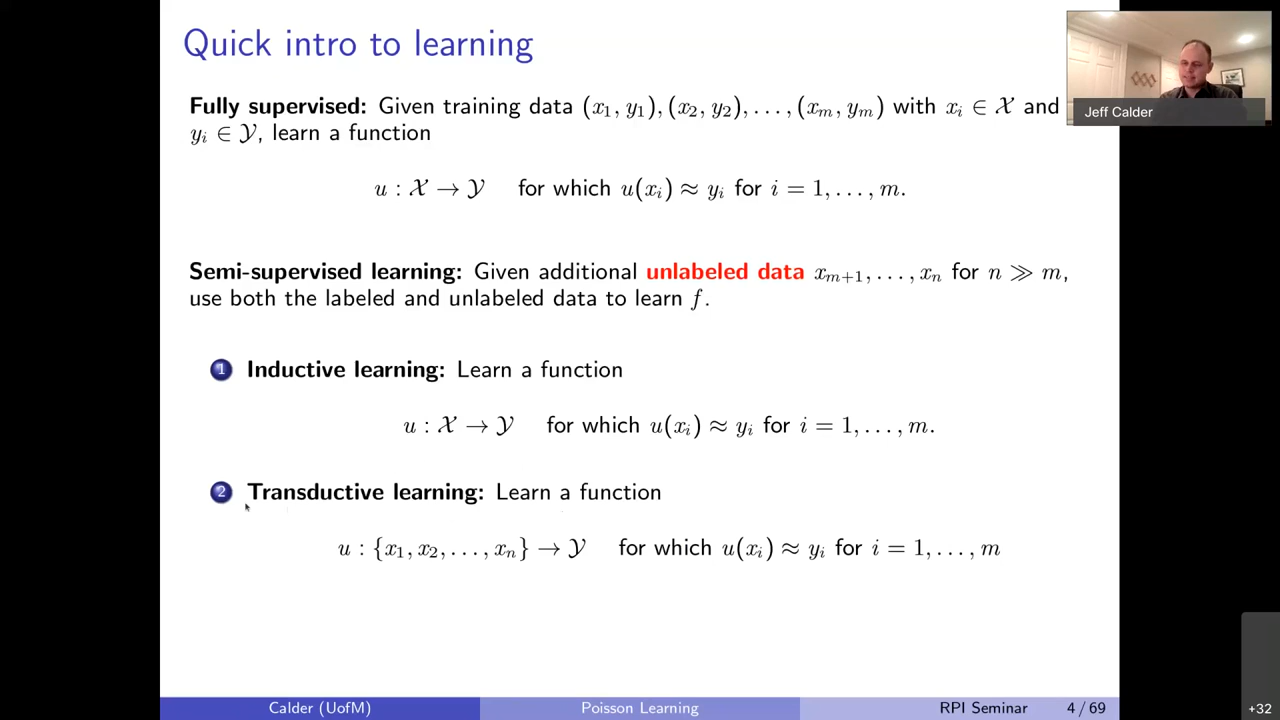 Quick intro to learning
Jeff Calder
Fully supervised: Given training data (x₁, y₁), (x₂, y₂), . . . , (xₘ, yₘ) with xᵢ ∈ 𝒳 and
yᵢ ∈ 𝒴, learn a function
u : 𝒳 → 𝒴 for which u(xᵢ) ≈ yᵢ for i = 1, . . . , m.
Semi-supervised learning: Given additional unlabeled data xₘ₊₁, . . . , xₙ for n ≫ m,
use both the labeled and unlabeled data to learn f.
1 Inductive learning: Learn a function
u : 𝒳 → 𝒴 for which u(xᵢ) ≈ yᵢ for i = 1, . . . , m.
2 Transductive learning: Learn a function
u : {x₁, x₂, . . . , xₙ} → 𝒴 for which u(xᵢ) ≈ yᵢ for i = 1, . . . , m
Calder (UofM) Poisson Learning RPI Seminar 4 / 69
+32